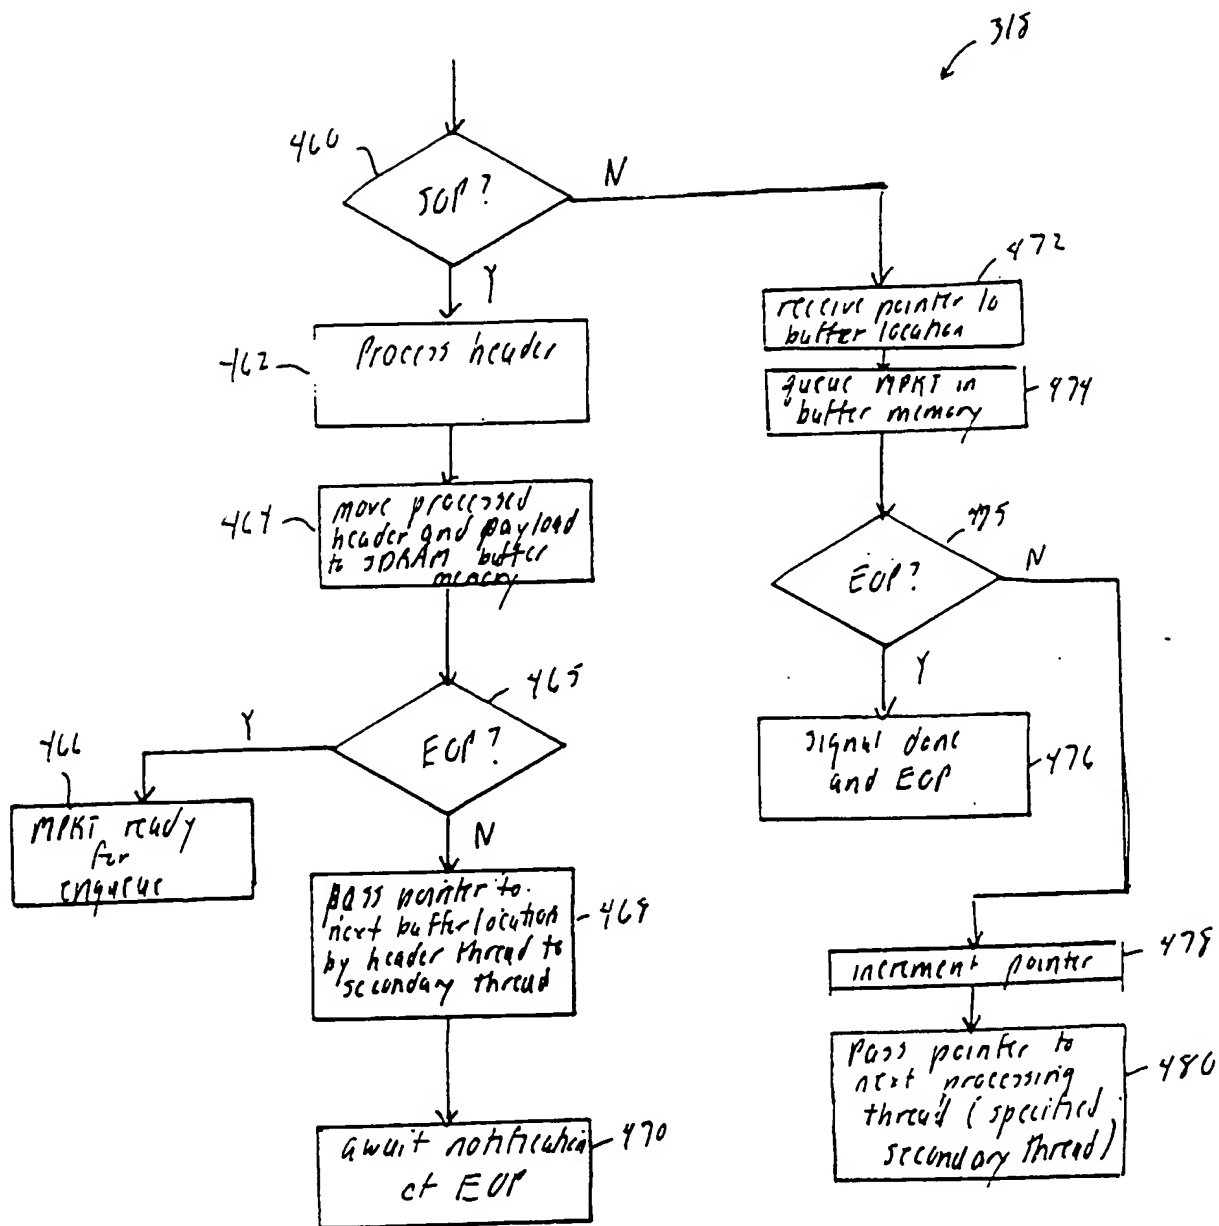 318
460
SOP?
N
Y
462
Process header
472
receive pointer to
buffer location
474
queue MPKT in
buffer memory
464
move processed
header and payload
to SDRAM buffer
memory
475
EOP?
N
Y
465
EOP?
Y
N
466
MPKT ready
for
enqueue
signal done
and EOP
476
pass pointer to
next buffer location
by header thread to
secondary thread
468
478
increment pointer
pass pointer to
next processing
thread (specified
secondary thread)
480
await notification
of EOP
470